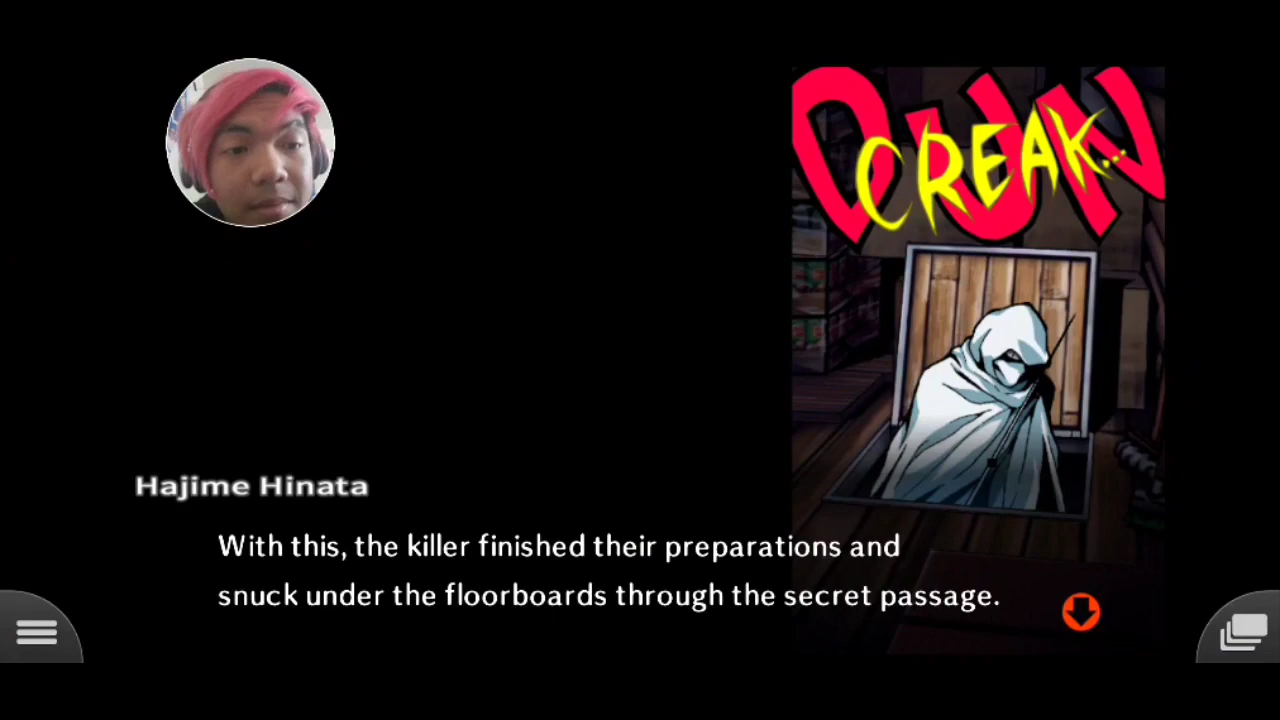 DUN
CREAK...
Hajime Hinata
With this, the killer finished their preparations and
snuck under the floorboards through the secret passage.